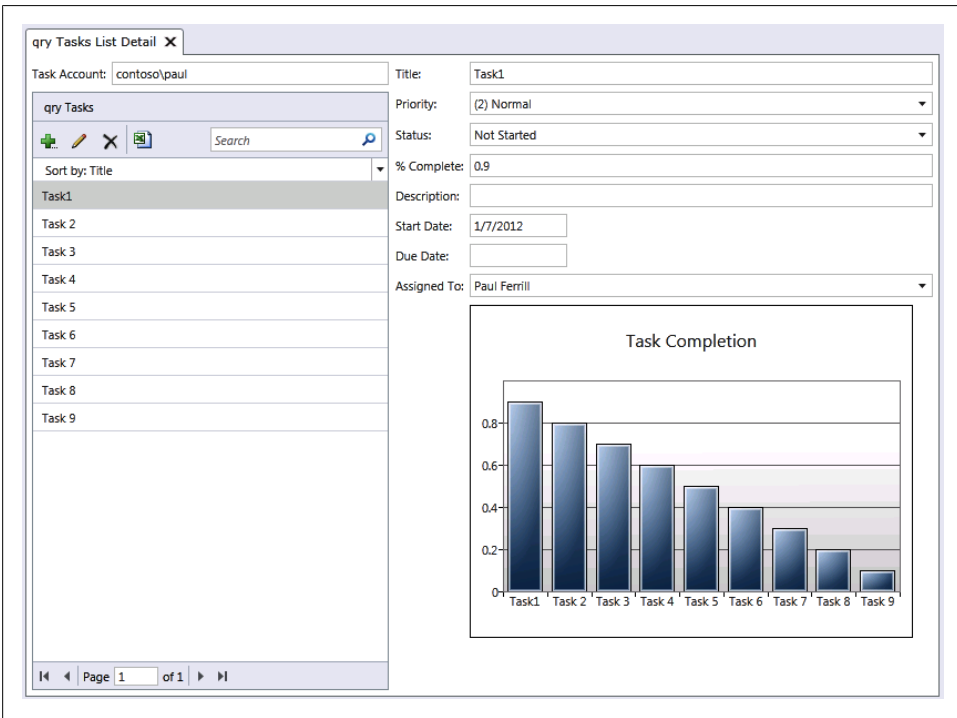 qry Tasks List Detail X
Task Account: contoso\paul
qry Tasks
Search
Sort by: Title
Task1
Task 2
Task 3
Task 4
Task 5
Task 6
Task 7
Task 8
Task 9
Page 1 of 1
Title: Task1
Priority: (2) Normal
Status: Not Started
% Complete: 0.9
Description:
Start Date: 1/7/2012
Due Date:
Assigned To: Paul Ferrill
Task Completion
0.8
0.6
0.4
0.2
0
Task1 Task 2 Task 3 Task 4 Task 5 Task 6 Task 7 Task 8 Task 9